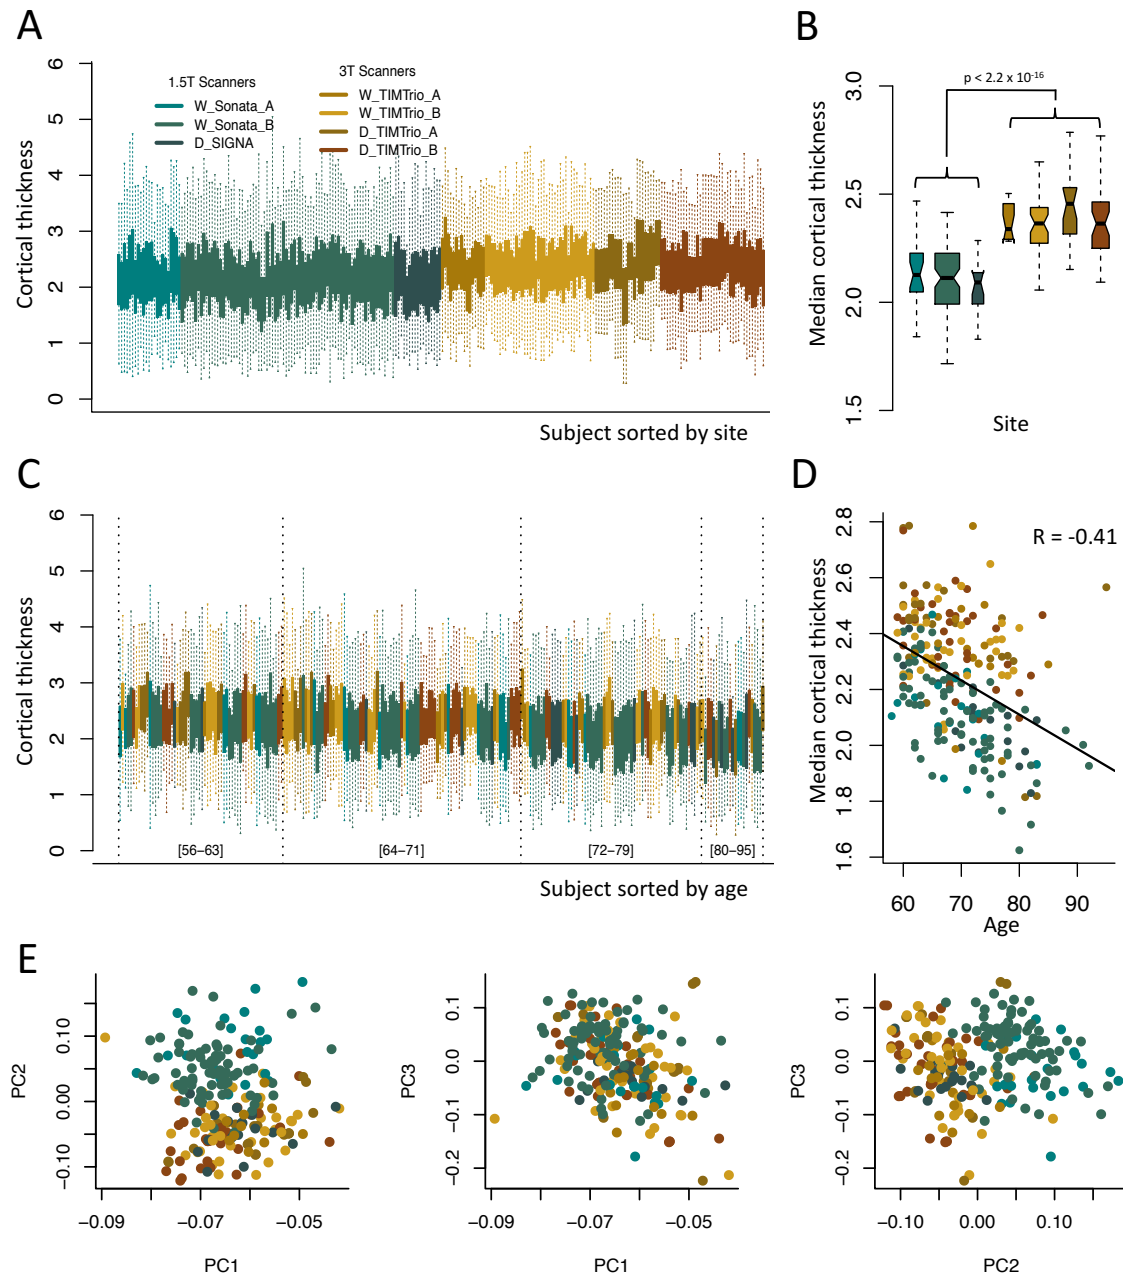 A
6
5
4
3
2
1
0
Cortical thickness
1.5T Scanners
W_Sonata_A
W_Sonata_B
D_SIGNA
3T Scanners
W_TIMTrio_A
W_TIMTrio_B
D_TIMTrio_A
D_TIMTrio_B
Subject sorted by site
B
3.0
2.5
2.0
1.5
Median cortical thickness
p < 2.2 x 10⁻¹⁶
Site
C
6
5
4
3
2
1
0
Cortical thickness
[56–63]
[64–71]
[72–79]
[80–95]
Subject sorted by age
D
2.8
2.6
2.4
2.2
2.0
1.8
1.6
Median cortical thickness
R = -0.41
60 70 80 90
Age
E
PC2
0.10
0.00
−0.10
−0.09 −0.07 −0.05
PC1
PC3
0.1
0.0
−0.1
−0.2
−0.09 −0.07 −0.05
PC1
PC3
0.1
0.0
−0.1
−0.2
−0.10 0.00 0.10
PC2